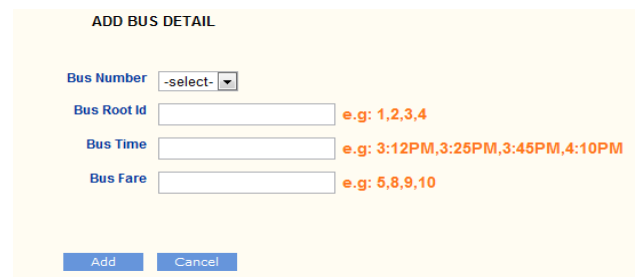 ADD BUS DETAIL
Bus Number -select-
Bus Root Id e.g: 1,2,3,4
Bus Time e.g: 3:12PM,3:25PM,3:45PM,4:10PM
Bus Fare e.g: 5,8,9,10
Add Cancel